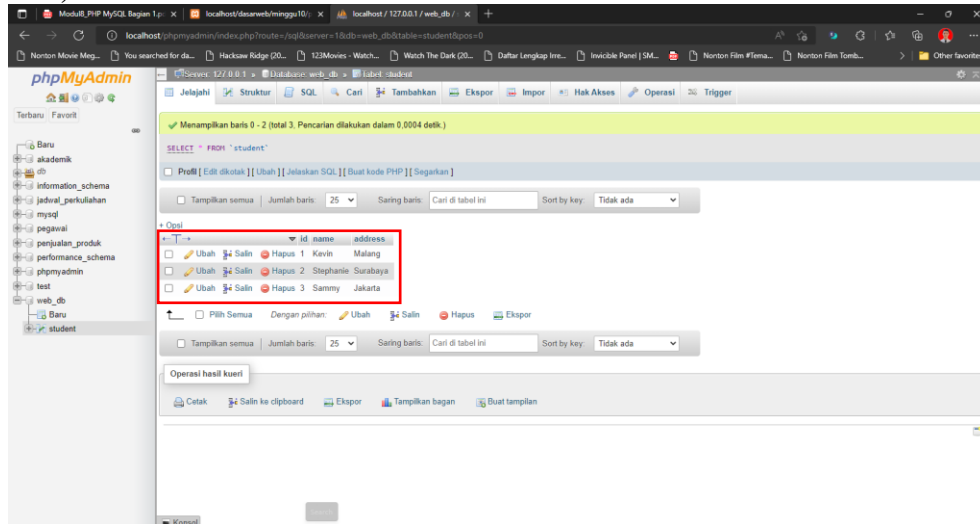 Modul8_PHP MySQL Bagian 1.p
localhost/dasarweb/minggu10/
localhost / 127.0.0.1 / web_db /
localhost/phpmyadmin/index.php?route=/sql&server=1&db=web_db&table=student&pos=0
Nonton Movie Meg... You searched for da... Hacksaw Ridge (20... 123Movies - Watch... Watch The Dark (20... Daftar Lengkap Irre... Invicible Panel | SM... Nonton Film #Tema... Nonton Film Tomb... Other favorites
phpMyAdmin
Terbaru Favorit
Baru
akademik
db
information_schema
jadwal_perkuliahan
mysql
pegawai
penjualan_produk
performance_schema
phpmyadmin
test
web_db
Baru
student
Server: 127.0.0.1 » Database: web_db » Tabel: student
Jelajahi Struktur SQL Cari Tambahkan Ekspor Impor Hak Akses Operasi Trigger
Menampilkan baris 0 - 2 (total 3, Pencarian dilakukan dalam 0,0004 detik.)
SELECT * FROM `student`
Profil [ Edit dikotak ] [ Ubah ] [ Jelaskan SQL ] [ Buat kode PHP ] [ Segarkan ]
Tampilkan semua | Jumlah baris: 25 Saring baris: Cari di tabel ini Sort by key: Tidak ada
+ Opsi
←T→ id name address
Ubah Salin Hapus 1 Kevin Malang
Ubah Salin Hapus 2 Stephanie Surabaya
Ubah Salin Hapus 3 Sammy Jakarta
Pilih Semua Dengan pilihan: Ubah Salin Hapus Ekspor
Tampilkan semua | Jumlah baris: 25 Saring baris: Cari di tabel ini Sort by key: Tidak ada
Operasi hasil kueri
Cetak Salin ke clipboard Ekspor Tampilkan bagan Buat tampilan
Konsol